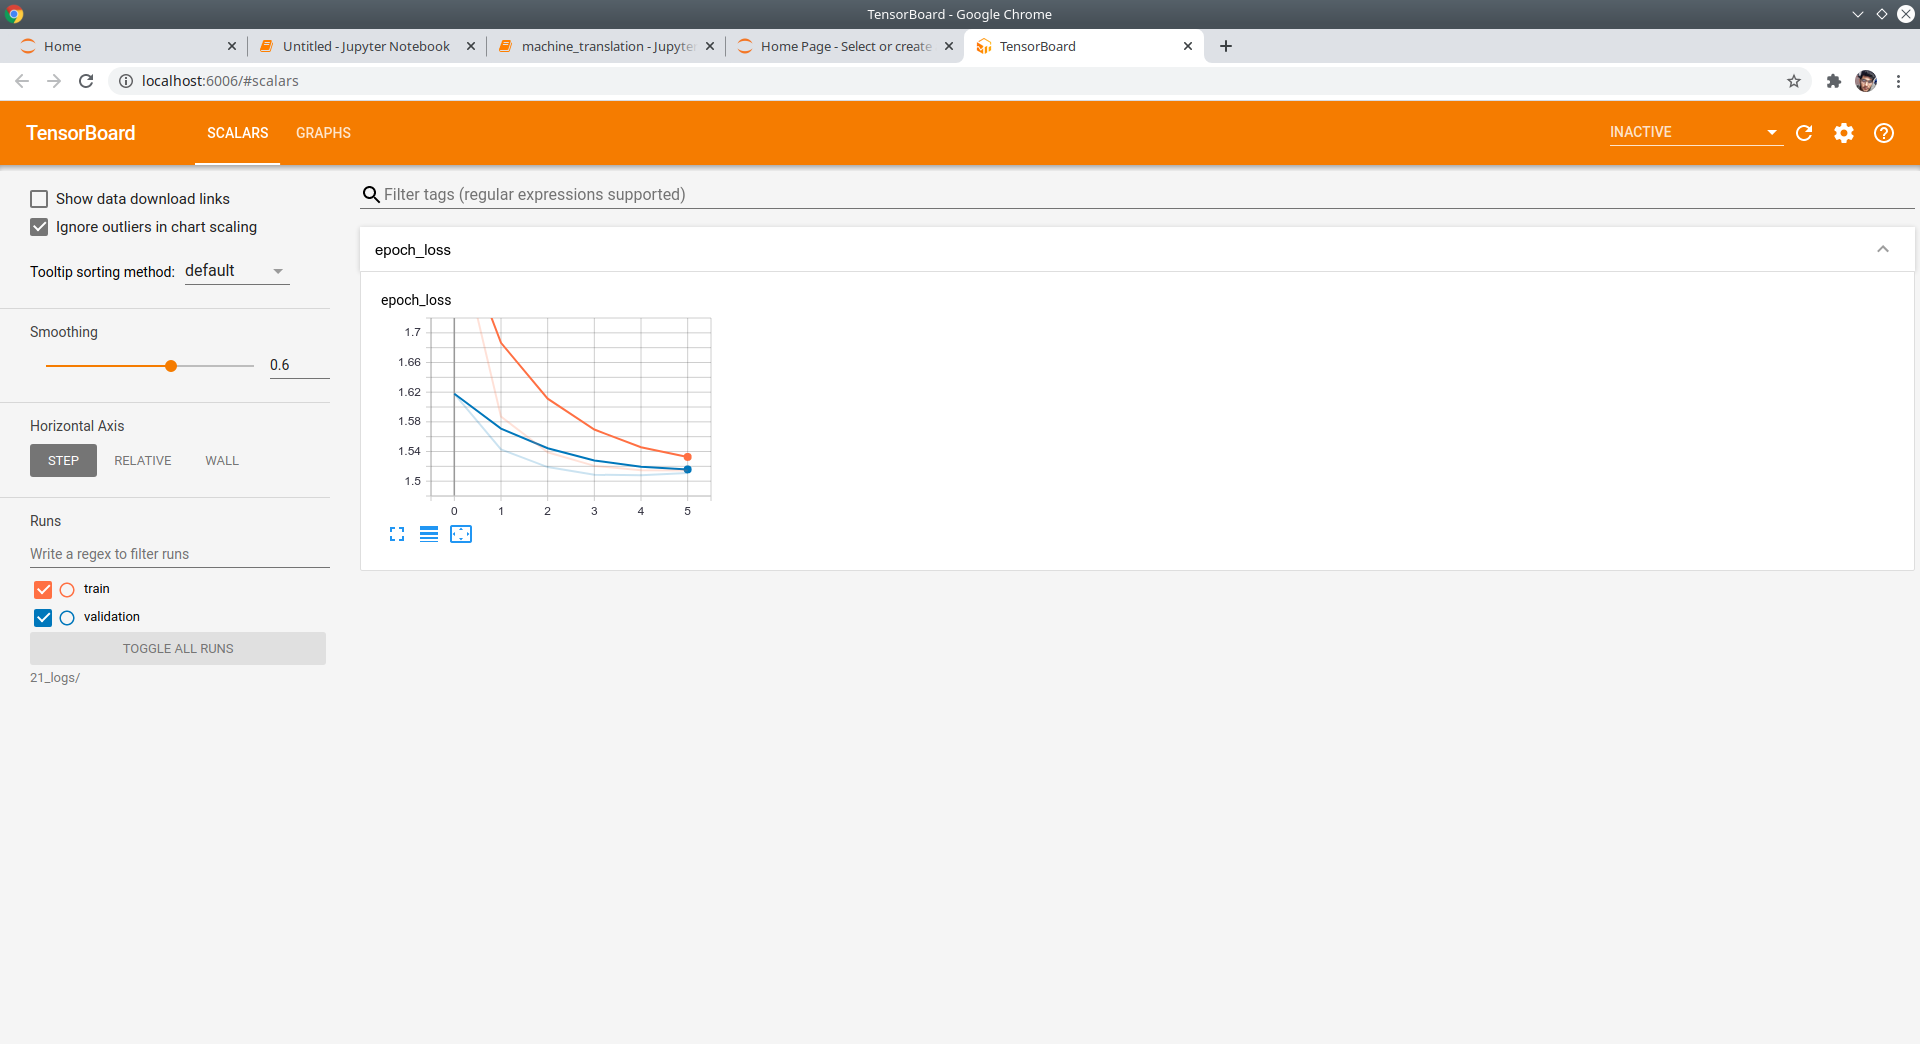 TensorBoard - Google Chrome
Home
Untitled - Jupyter Notebook
machine_translation - Jupyte
Home Page - Select or create
TensorBoard
localhost:6006/#scalars
TensorBoard
SCALARS
GRAPHS
INACTIVE
Show data download links
Ignore outliers in chart scaling
Tooltip sorting method: default
Smoothing
0.6
Horizontal Axis
STEP
RELATIVE
WALL
Runs
Write a regex to filter runs
train
validation
TOGGLE ALL RUNS
21_logs/
Filter tags (regular expressions supported)
epoch_loss
epoch_loss
1.7
1.66
1.62
1.58
1.54
1.5
0 1 2 3 4 5